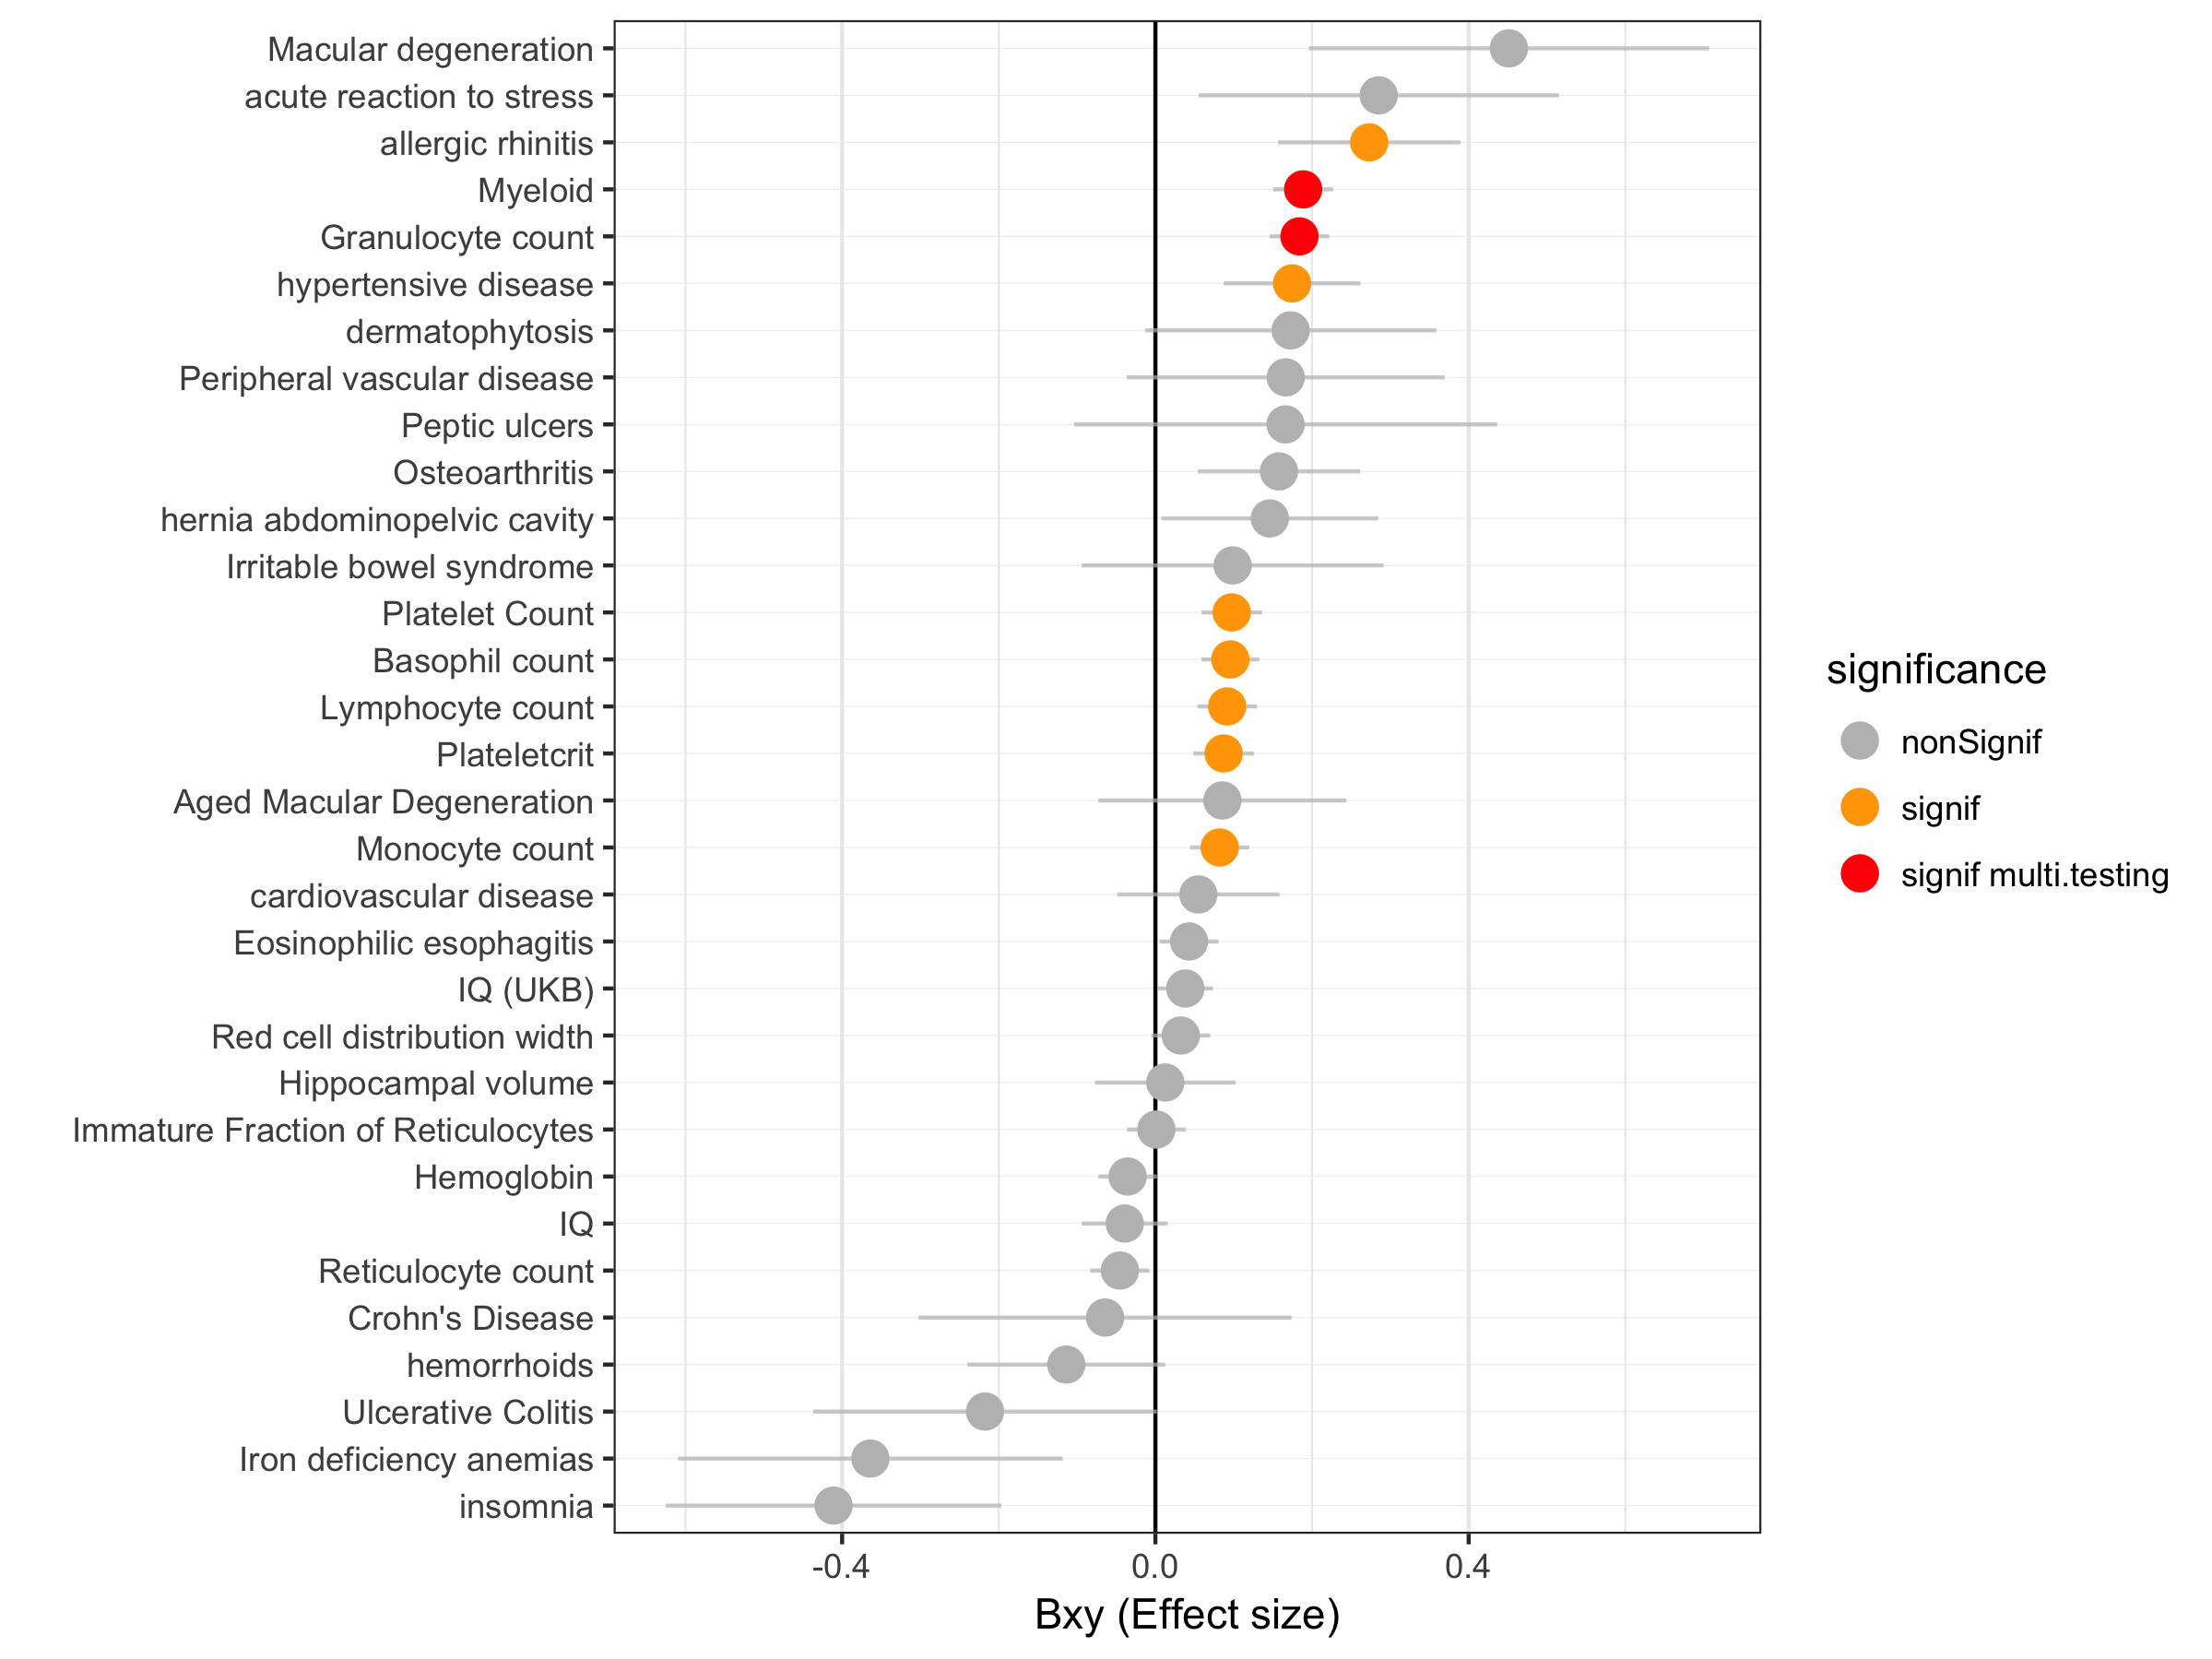 Macular degeneration
acute reaction to stress
allergic rhinitis
Myeloid
Granulocyte count
hypertensive disease
dermatophytosis
Peripheral vascular disease
Peptic ulcers
Osteoarthritis
hernia abdominopelvic cavity
Irritable bowel syndrome
Platelet Count
Basophil count
Lymphocyte count
Plateletcrit
Aged Macular Degeneration
Monocyte count
cardiovascular disease
Eosinophilic esophagitis
IQ (UKB)
Red cell distribution width
Hippocampal volume
Immature Fraction of Reticulocytes
Hemoglobin
IQ
Reticulocyte count
Crohn's Disease
hemorrhoids
Ulcerative Colitis
Iron deficiency anemias
insomnia
-0.4 0.0 0.4
Bxy (Effect size)
significance
nonSignif
signif
signif multi.testing